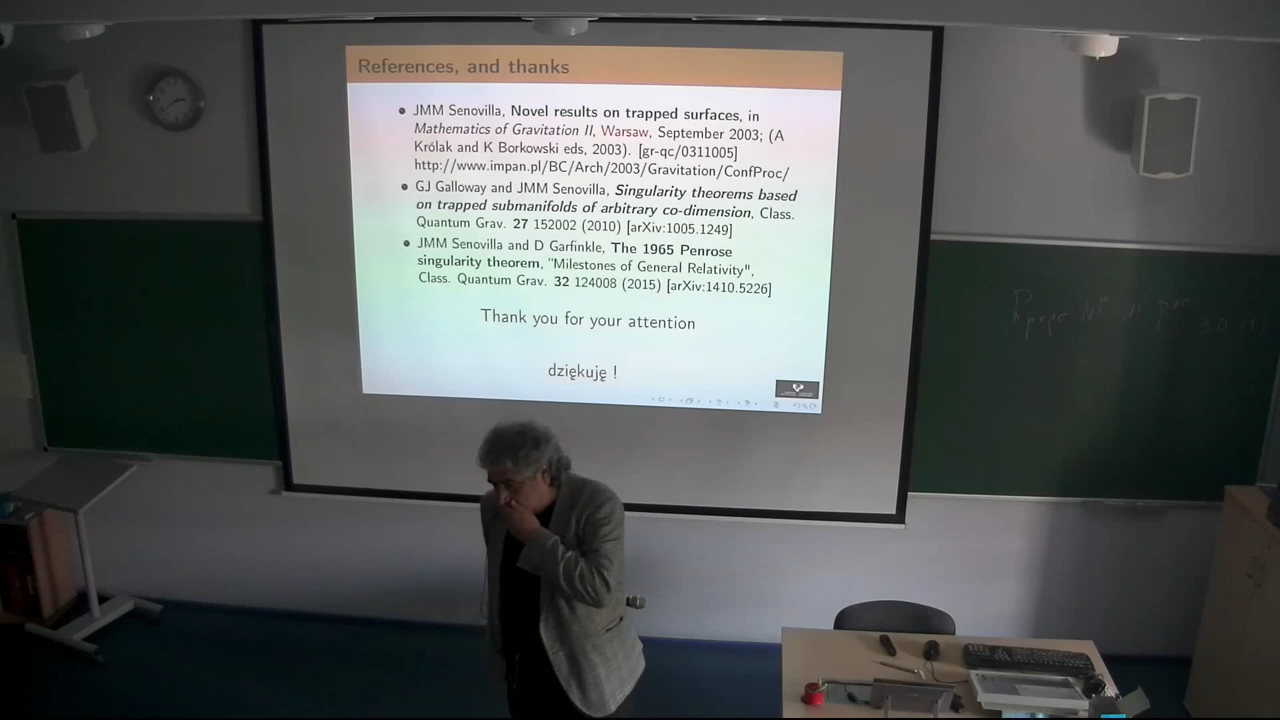 References, and thanks
JMM Senovilla, Novel results on trapped surfaces, in
Mathematics of Gravitation II, Warsaw, September 2003; (A
Królak and K Borkowski eds, 2003). [gr-qc/0311005]
http://www.impan.pl/BC/Arch/2003/Gravitation/ConfProc/
GJ Galloway and JMM Senovilla, Singularity theorems based
on trapped submanifolds of arbitrary co-dimension, Class.
Quantum Grav. 27 152002 (2010) [arXiv:1005.1249]
JMM Senovilla and D Garfinkle, The 1965 Penrose
singularity theorem, "Milestones of General Relativity",
Class. Quantum Grav. 32 124008 (2015) [arXiv:1410.5226]
Thank you for your attention
dziękuję !